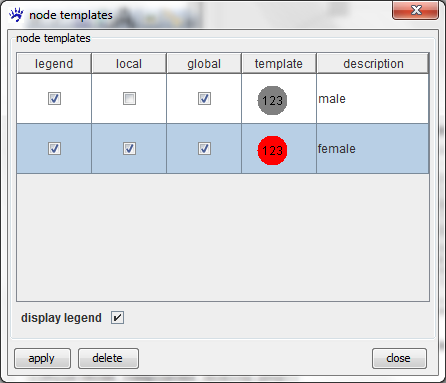 node templates
node templates
legend local global template description
123 male
123 female
display legend
apply delete close